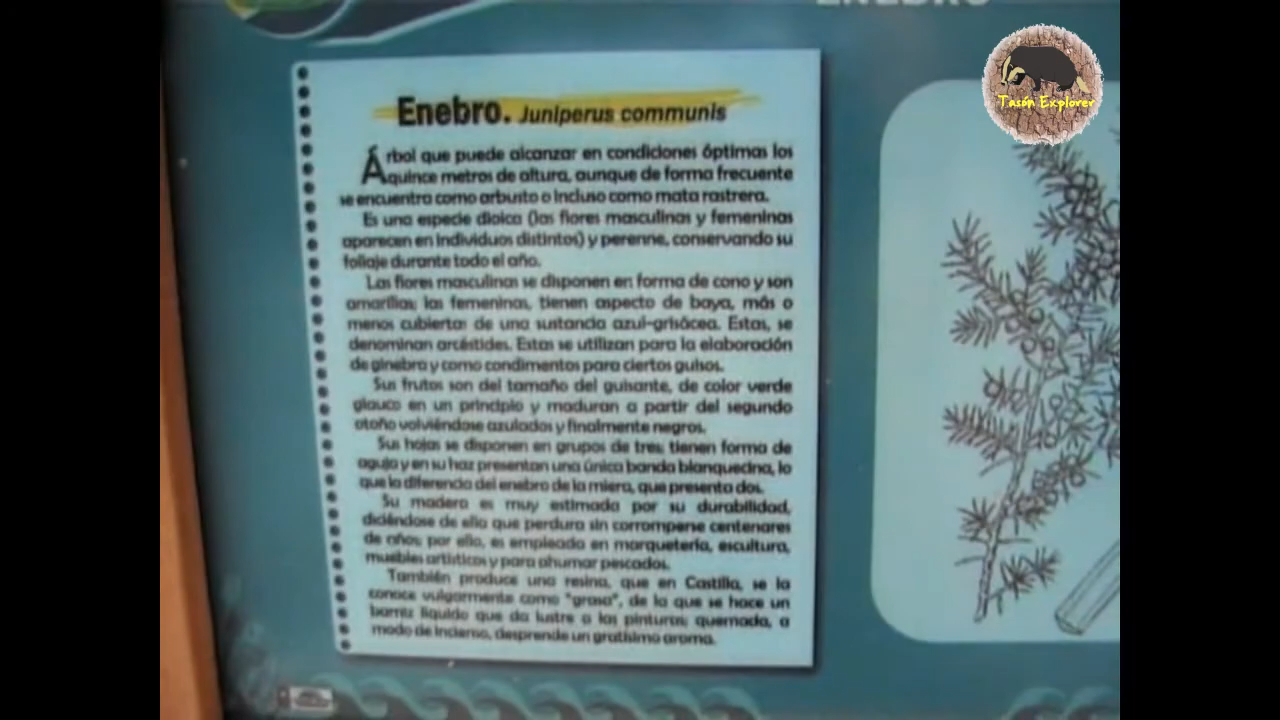 ENEBRO
Tasón Explorer
Enebro. Juniperus communis
Árbol que puede alcanzar en condiciones óptimas los
quince metros de altura, aunque de forma frecuente
se encuentra como arbusto o incluso como mata rastrera.
Es una especie dioica (las flores masculinas y femeninas
aparecen en individuos distintos) y perenne, conservando su
follaje durante todo el año.
Las flores masculinas se disponen en forma de cono y son
amarillas; las femeninas, tienen aspecto de baya, más o
menos cubiertas de una sustancia azul-grisácea. Estas, se
denominan arcéstides. Estas se utilizan para la elaboración
de ginebra y como condimentos para ciertos guisos.
Sus frutos son del tamaño del guisante, de color verde
glauco en un principio y maduran a partir del segundo
otoño volviéndose azulados y finalmente negros.
Sus hojas se disponen en grupos de tres; tienen forma de
aguja y en su haz presentan una única banda blanquecina, lo
que la diferencia del enebro de la miera, que presenta dos.
Su madera es muy estimada por su durabilidad,
diciéndose de ella que perdura sin corromperse centenares
de años; por ello, es empleada en marquetería, escultura,
muebles artísticos y para ahumar pescados.
También produce una resina, que en Castilla, se la
conoce vulgarmente como "grasa", de la que se hace un
barniz líquido que da lustre a las pinturas; quemada, a
modo de incienso, desprende un gratísimo aroma.